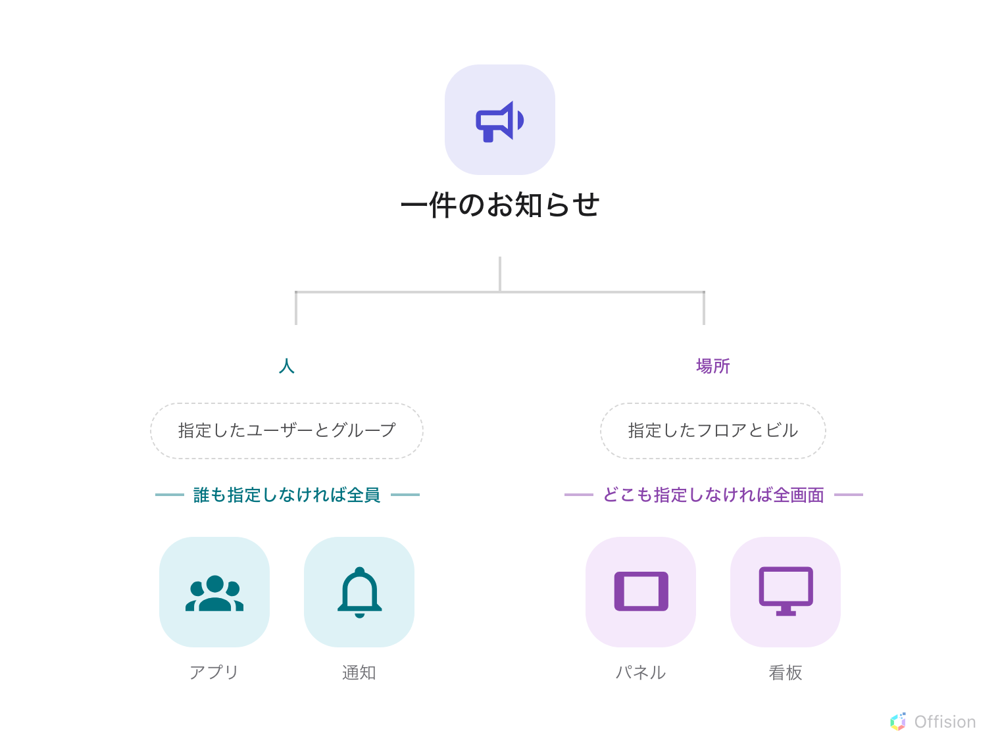 一件のお知らせ
人
場所
指定したユーザーとグループ
指定したフロアとビル
誰も指定しなければ全員
どこも指定しなければ全画面
アプリ
通知
パネル
看板
Offision